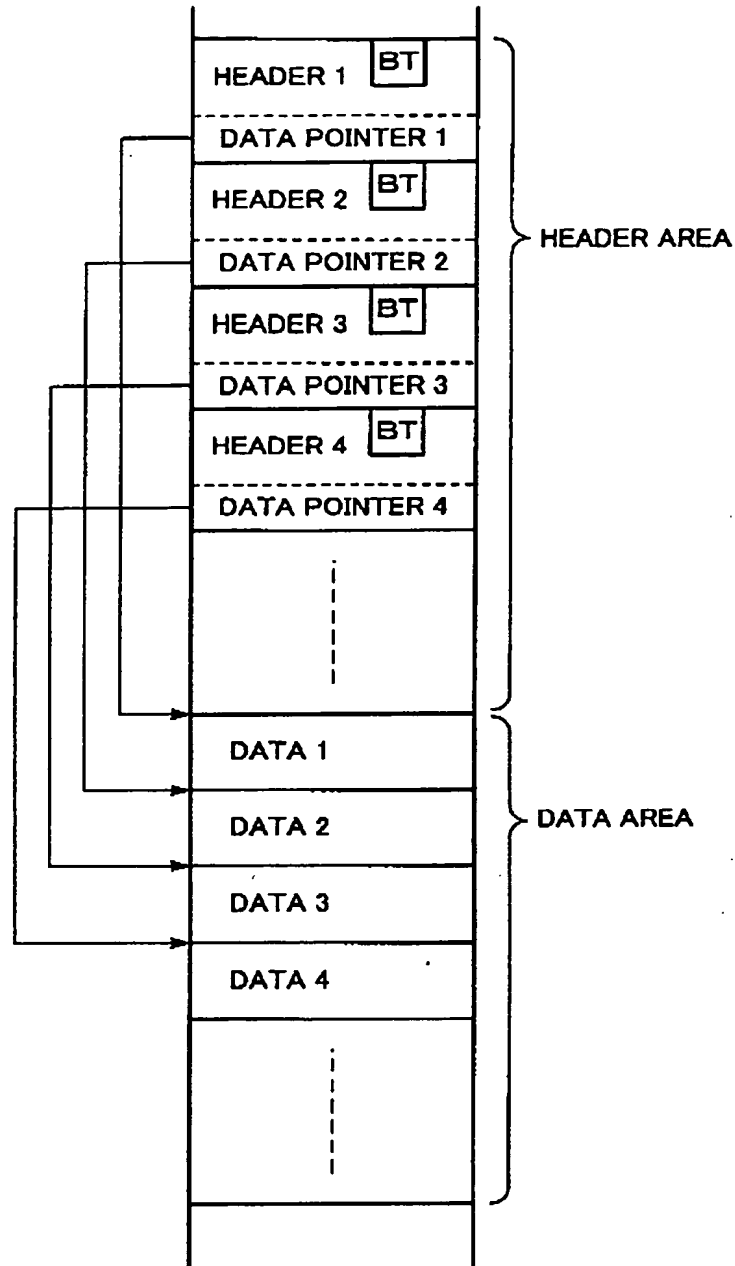 BT
HEADER 1
DATA POINTER 1
BT
HEADER 2
HEADER AREA
DATA POINTER 2
BT
HEADER 3
DATA POINTER 3
BT
HEADER 4
DATA POINTER 4
DATA 1
DATA 2
DATA AREA
DATA 3
DATA 4